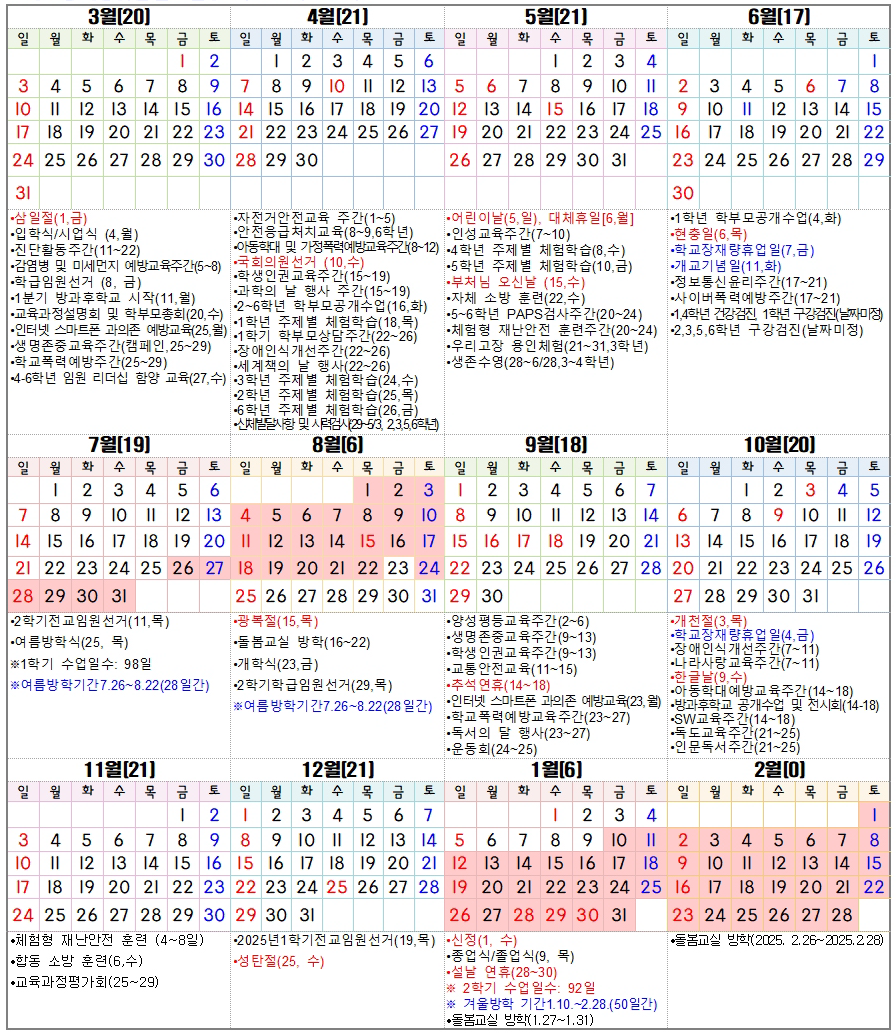 3월(20) 4월(21) 5월(21) 6월(17)
일 월 화 수 목 금 토 일 월 화 수 목 금 토 일 월 화 수 목 금 토 일 월 화 수 목 금 토
1 2 1 2 3 4 5 6 1 2 3 4 1
3 4 5 6 7 8 9 7 8 9 10 11 12 13 5 6 7 8 9 10 11 2 3 4 5 6 7 8
10 11 12 13 14 15 16 14 15 16 17 18 19 20 12 13 14 15 16 17 18 9 10 11 12 13 14 15
17 18 19 20 21 22 23 21 22 23 24 25 26 27 19 20 21 22 23 24 25 16 17 18 19 20 21 22
24 25 26 27 28 29 30 28 29 30 26 27 28 29 30 31 23 24 25 26 27 28 29
31 30
•삼일절(1,금)
•입학식/시업식 (4,월)
•진단활동주간(11~22)
•감염병 및 미세먼지 예방교육주간(5~8)
•학급임원선거 (8, 금)
•1분기 방과후학교 시작(11,월)
•교육과정설명회 및 학부모총회(20,수)
•인터넷 스마트폰 과의존 예방교육(25,월)
•생명존중교육주간(캠페인,25~29)
•학교폭력예방주간(25~29)
•4-6학년 임원 리더십 함양 교육(27,수)
•자전거안전교육 주간(1~5)
•안전응급처치교육(8~9,6학년)
•아동학대 및 가정폭력예방교육주간(8~12)
•국회의원선거 (10,수)
•학생인권교육주간(15~19)
•과학의 날 행사 주간(15~19)
•2~6학년 학부모공개수업(16,화)
•1학년 주제별 체험학습(18,목)
•1학기 학부모상담주간(22~26)
•장애인식개선주간(22~26)
•세계책의 날 행사(22~26)
•3학년 주제별 체험학습(24,수)
•2학년 주제별 체험학습(25,목)
•6학년 주제별 체험학습(26,금)
•신체발달사항 및 시력검사(29~5/3, 2,3,5,6학년)
•어린이날(5,일), 대체휴일[6,월]
•인성교육주간(7~10)
•4학년 주제별 체험학습(8,수)
•5학년 주제별 체험학습(10,금)
•부처님 오신날 (15,수)
•자체 소방 훈련(22,수)
•5~6학년 PAPS검사주간(20~24)
•체험형 재난안전 훈련주간(20~24)
•우리고장 용인체험(21~31,3학년)
•생존수영(28~6/28,3~4학년)
•1학년 학부모공개수업(4,화)
•현충일(6,목)
•학교장재량휴업일(7,금)
•개교기념일(11,화)
•정보통신윤리주간(17~21)
•사이버폭력예방주간(17~21)
•1,4학년 건강검진, 1학년 구강검진(날짜미정)
•2,3,5,6학년 구강검진(날짜미정)
7월(19) 8월(6) 9월(18) 10월(20)
일 월 화 수 목 금 토 일 월 화 수 목 금 토 일 월 화 수 목 금 토 일 월 화 수 목 금 토
1 2 3 4 5 6 1 2 3 1 2 3 4 5 6 7 1 2 3 4 5
7 8 9 10 11 12 13 4 5 6 7 8 9 10 8 9 10 11 12 13 14 6 7 8 9 10 11 12
14 15 16 17 18 19 20 11 12 13 14 15 16 17 15 16 17 18 19 20 21 13 14 15 16 17 18 19
21 22 23 24 25 26 27 18 19 20 21 22 23 24 22 23 24 25 26 27 28 20 21 22 23 24 25 26
28 29 30 31 25 26 27 28 29 30 31 29 30 27 28 29 30 31
•2학기전교임원선거(11,목)
•여름방학식(25, 목)
※1학기 수업일수: 98일
※여름방학기간7.26~8.22(28일간)
•광복절(15,목)
•돌봄교실 방학(16~22)
•개학식(23,금)
•2학기학급임원선거(29,목)
※여름방학기간7.26~8.22(28일간)
•양성평등교육주간(2~6)
•생명존중교육주간(9~13)
•학생인권교육주간(9~13)
•교통안전교육(11~15)
•추석연휴(14~18)
•인터넷 스마트폰 과의존 예방교육(23,월)
•학교폭력예방교육주간(23~27)
•독서의 달 행사(23~27)
•운동회(24~25)
•개천절(3,목)
•학교장재량휴업일(4,금)
•장애인식개선주간(7~11)
•나라사랑교육주간(7~11)
•한글날(9,수)
•아동학대예방교육주간(14~18)
•방과후학교 공개수업 및 전시회(14-18)
•SW교육주간(14~18)
•독도교육주간(21~25)
•인문독서주간(21~25)
11월(21) 12월(21) 1월(6) 2월(0)
일 월 화 수 목 금 토 일 월 화 수 목 금 토 일 월 화 수 목 금 토 일 월 화 수 목 금 토
1 2 1 2 3 4 5 6 7 1 2 3 4 1
3 4 5 6 7 8 9 8 9 10 11 12 13 14 5 6 7 8 9 10 11 2 3 4 5 6 7 8
10 11 12 13 14 15 16 15 16 17 18 19 20 21 12 13 14 15 16 17 18 9 10 11 12 13 14 15
17 18 19 20 21 22 23 22 23 24 25 26 27 28 19 20 21 22 23 24 25 16 17 18 19 20 21 22
24 25 26 27 28 29 30 29 30 31 26 27 28 29 30 31 23 24 25 26 27 28
•체험형 재난안전 훈련 (4~8일)
•합동 소방 훈련(6,수)
•교육과정평가회(25~29)
•2025년1학기전교임원선거(19,목)
•성탄절(25, 수)
•신정(1, 수)
•종업식/졸업식(9, 목)
•설날 연휴(28~30)
※ 2학기 수업일수: 92일
※ 겨울방학 기간1.10.~2.28.(50일간)
•돌봄교실 방학(1.27~1.31)
•돌봄교실 방학(2025. 2.26~2025.2.28)